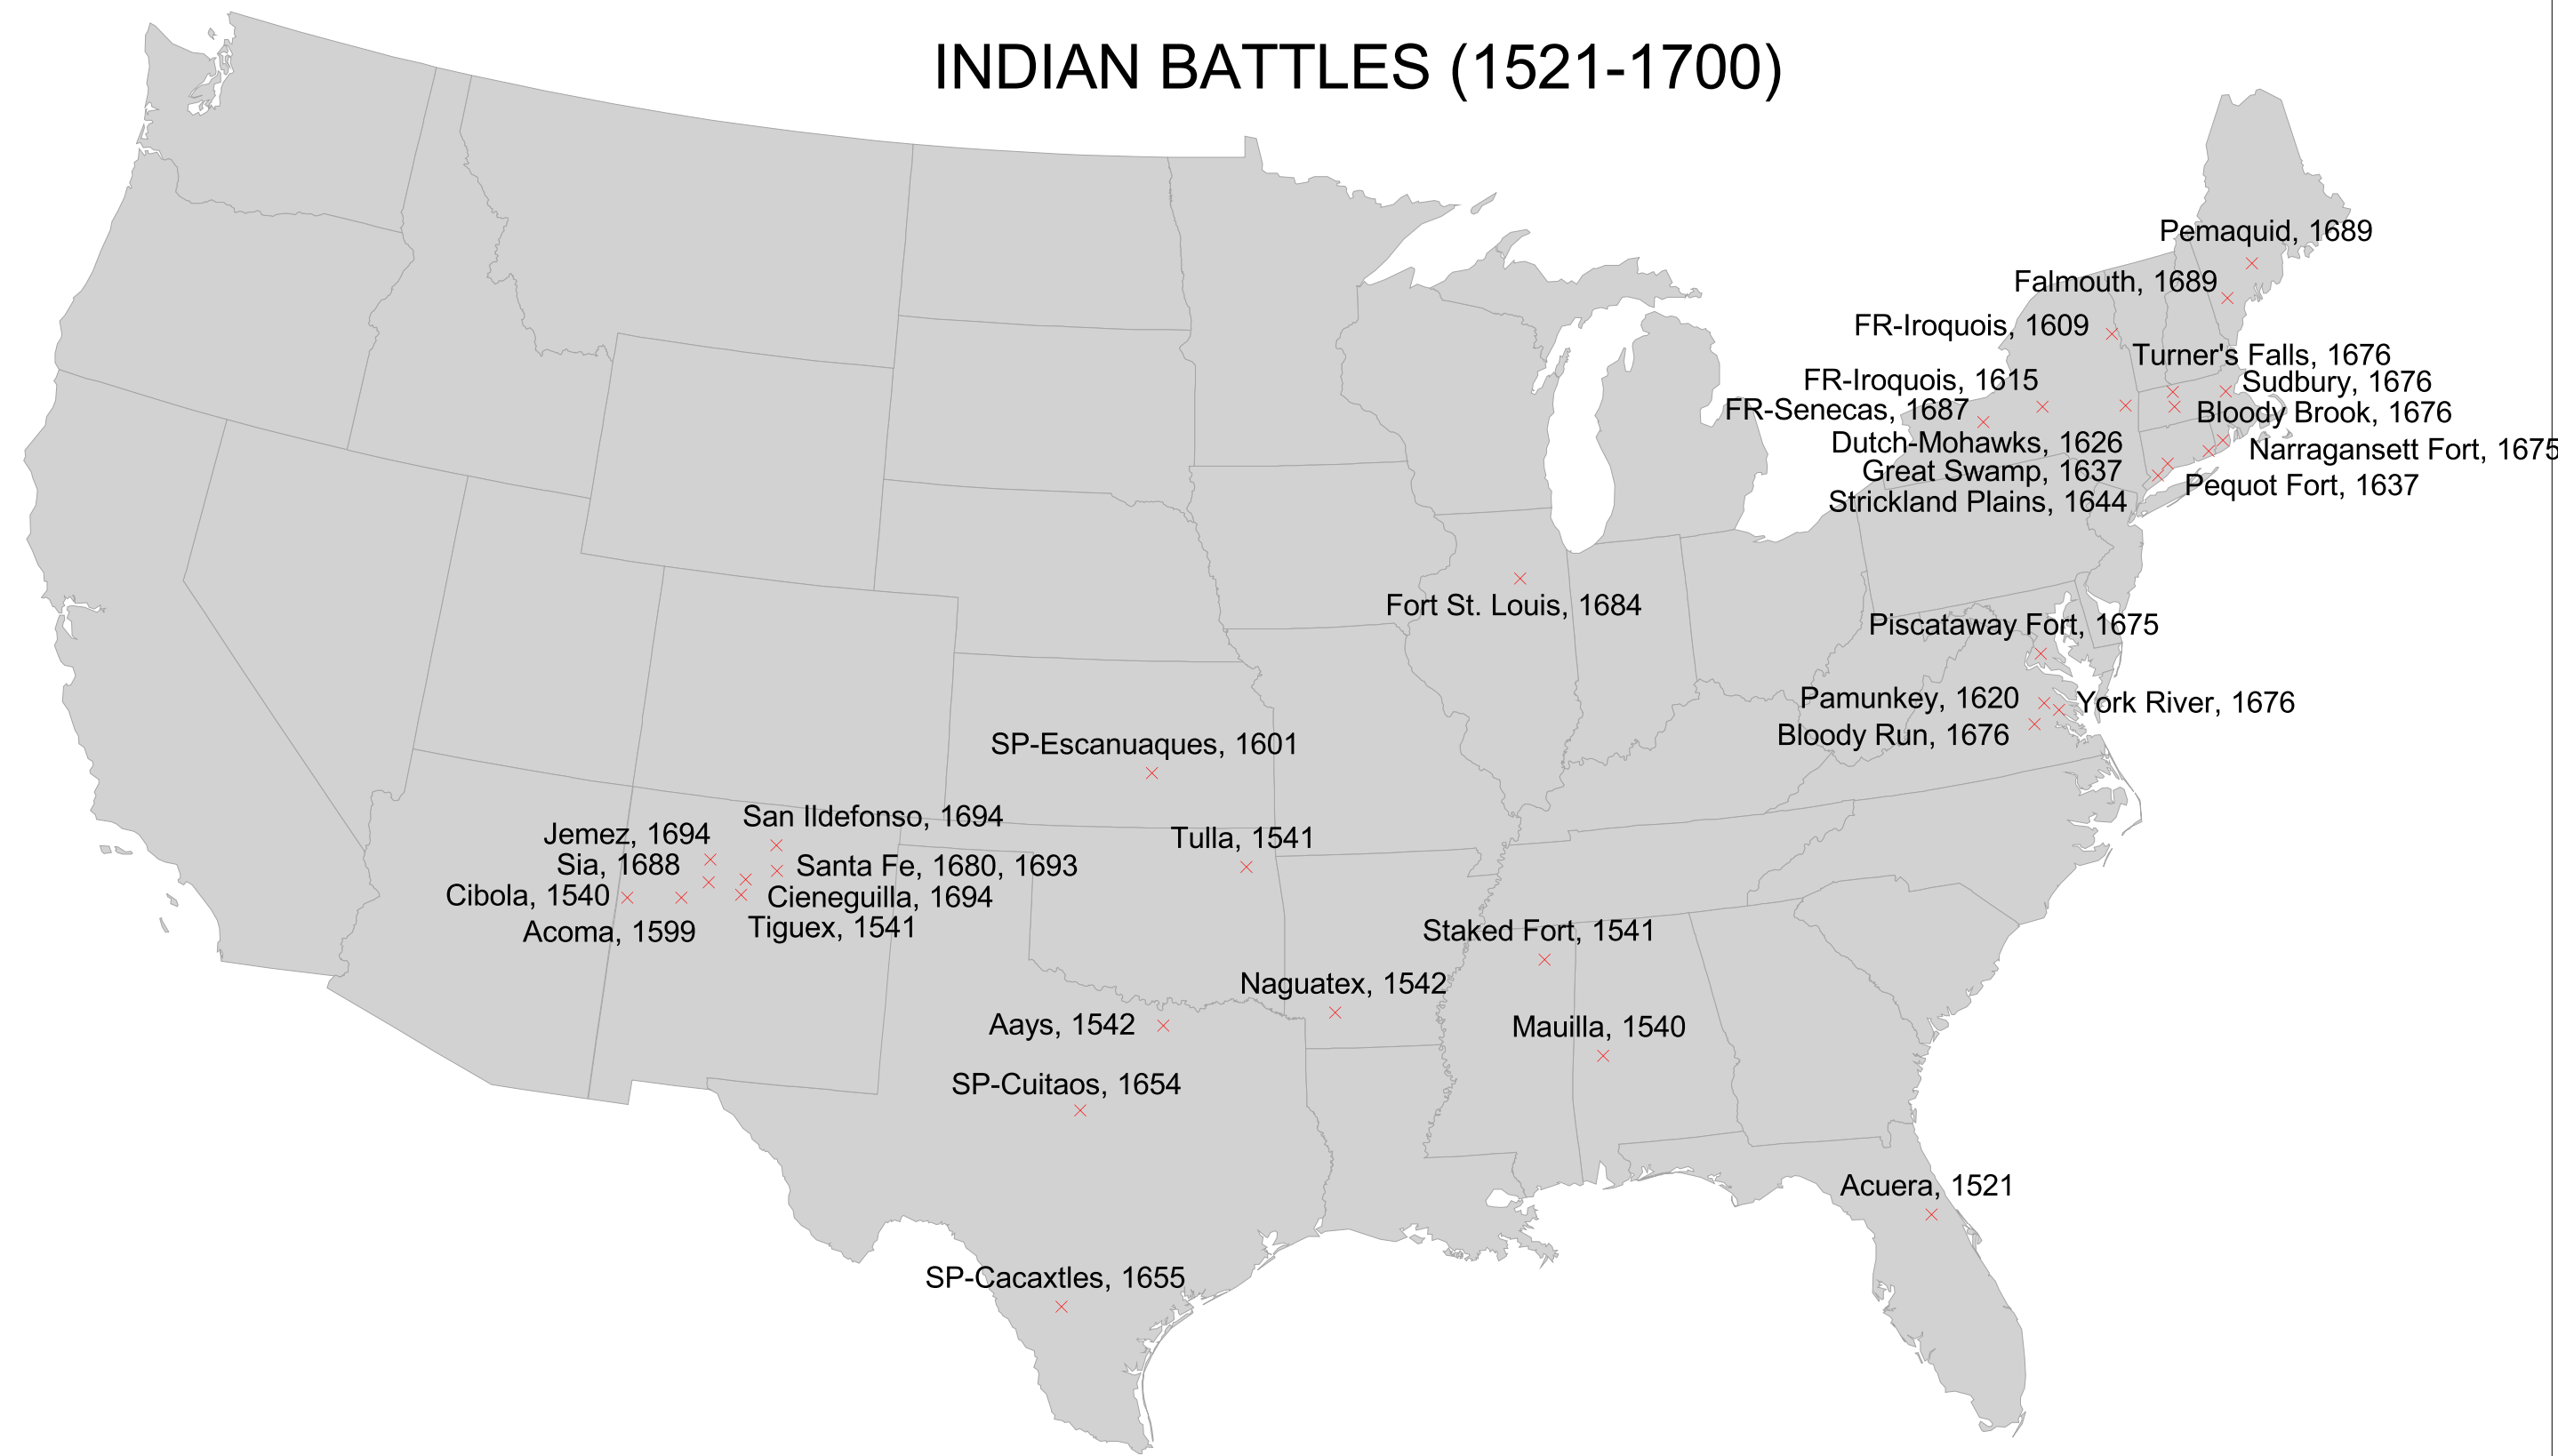 INDIAN BATTLES (1521-1700)
Pemaquid, 1689
Falmouth, 1689
FR-Iroquois, 1609
Turner's Falls, 1676
FR-Iroquois, 1615
Sudbury, 1676
FR-Senecas, 1687
Bloody Brook, 1676
Dutch-Mohawks, 1626
Narragansett Fort, 1675
Great Swamp, 1637
Pequot Fort, 1637
Strickland Plains, 1644
Fort St. Louis, 1684
Piscataway Fort, 1675
Pamunkey, 1620
York River, 1676
Bloody Run, 1676
SP-Escanuaques, 1601
San Ildefonso, 1694
Jemez, 1694
Tulla, 1541
Sia, 1688
Santa Fe, 1680, 1693
Cibola, 1540
Cieneguilla, 1694
Acoma, 1599
Tiguex, 1541
Staked Fort, 1541
Naguatex, 1542
Aays, 1542
Mauilla, 1540
SP-Cuitaos, 1654
Acuera, 1521
SP-Cacaxtles, 1655